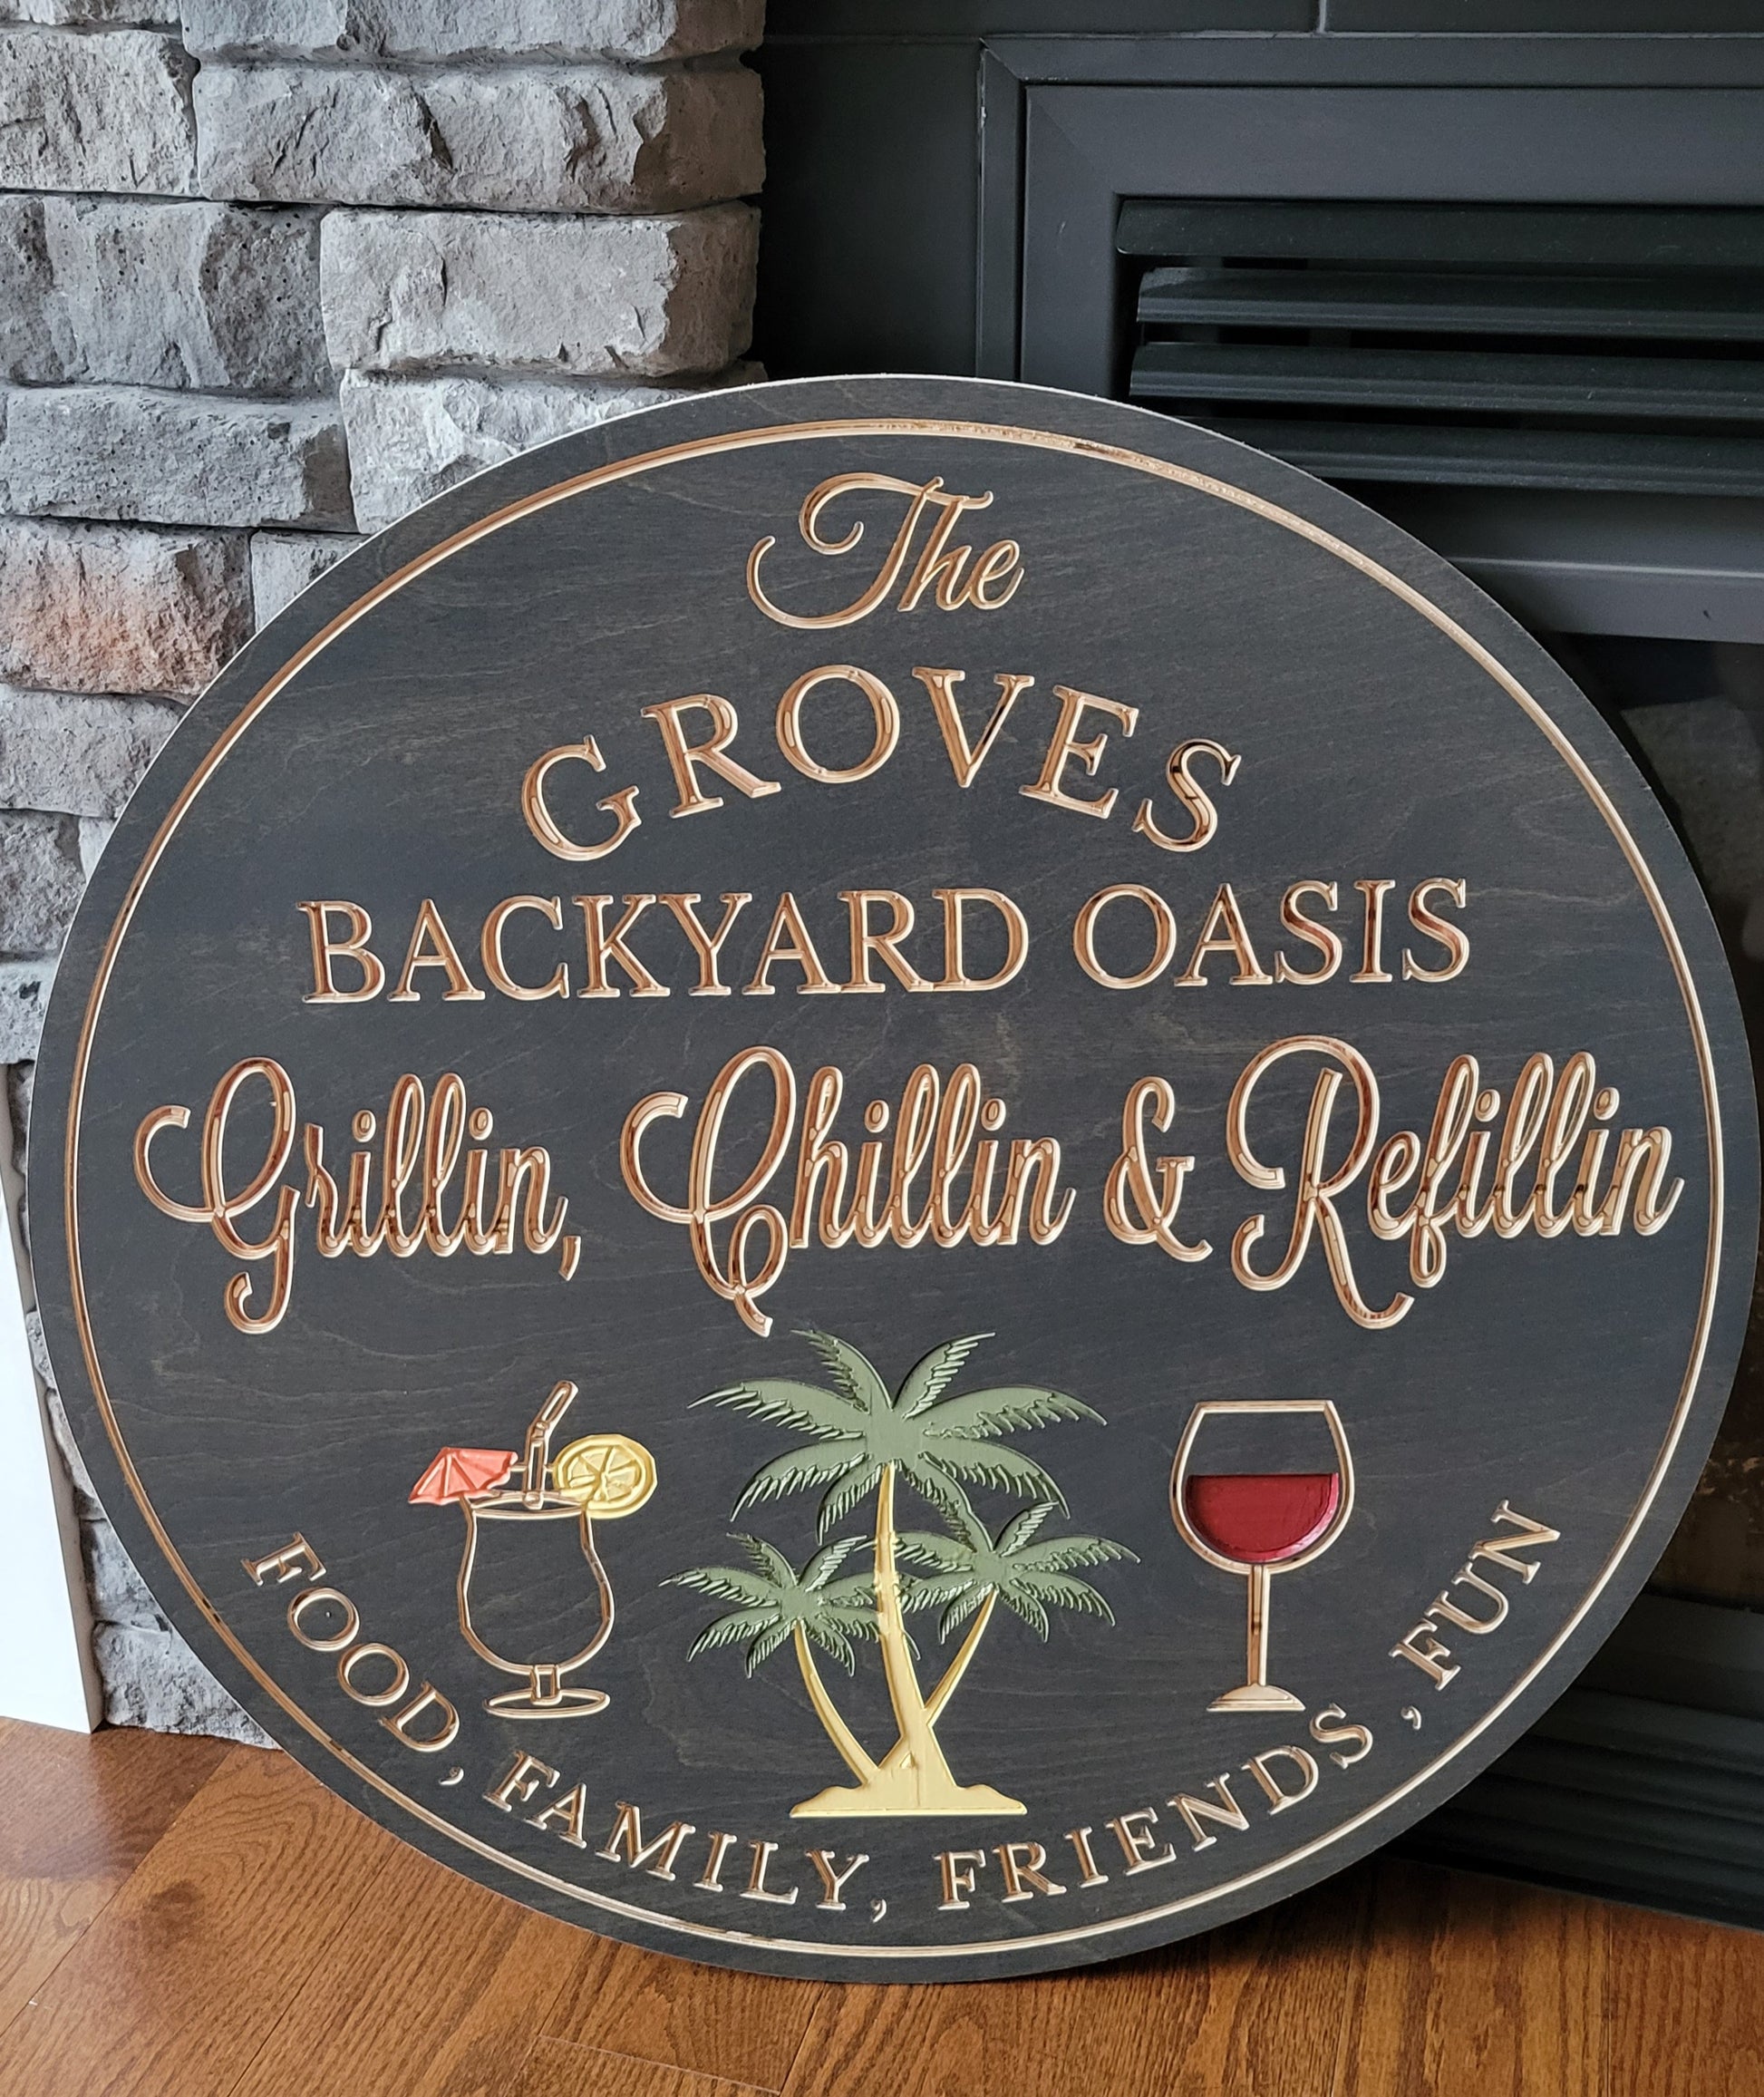 The
GROVES
BACKYARD OASIS
Grillin, Chillin & Refillin
FOOD, FAMILY, FRIENDS, FUN